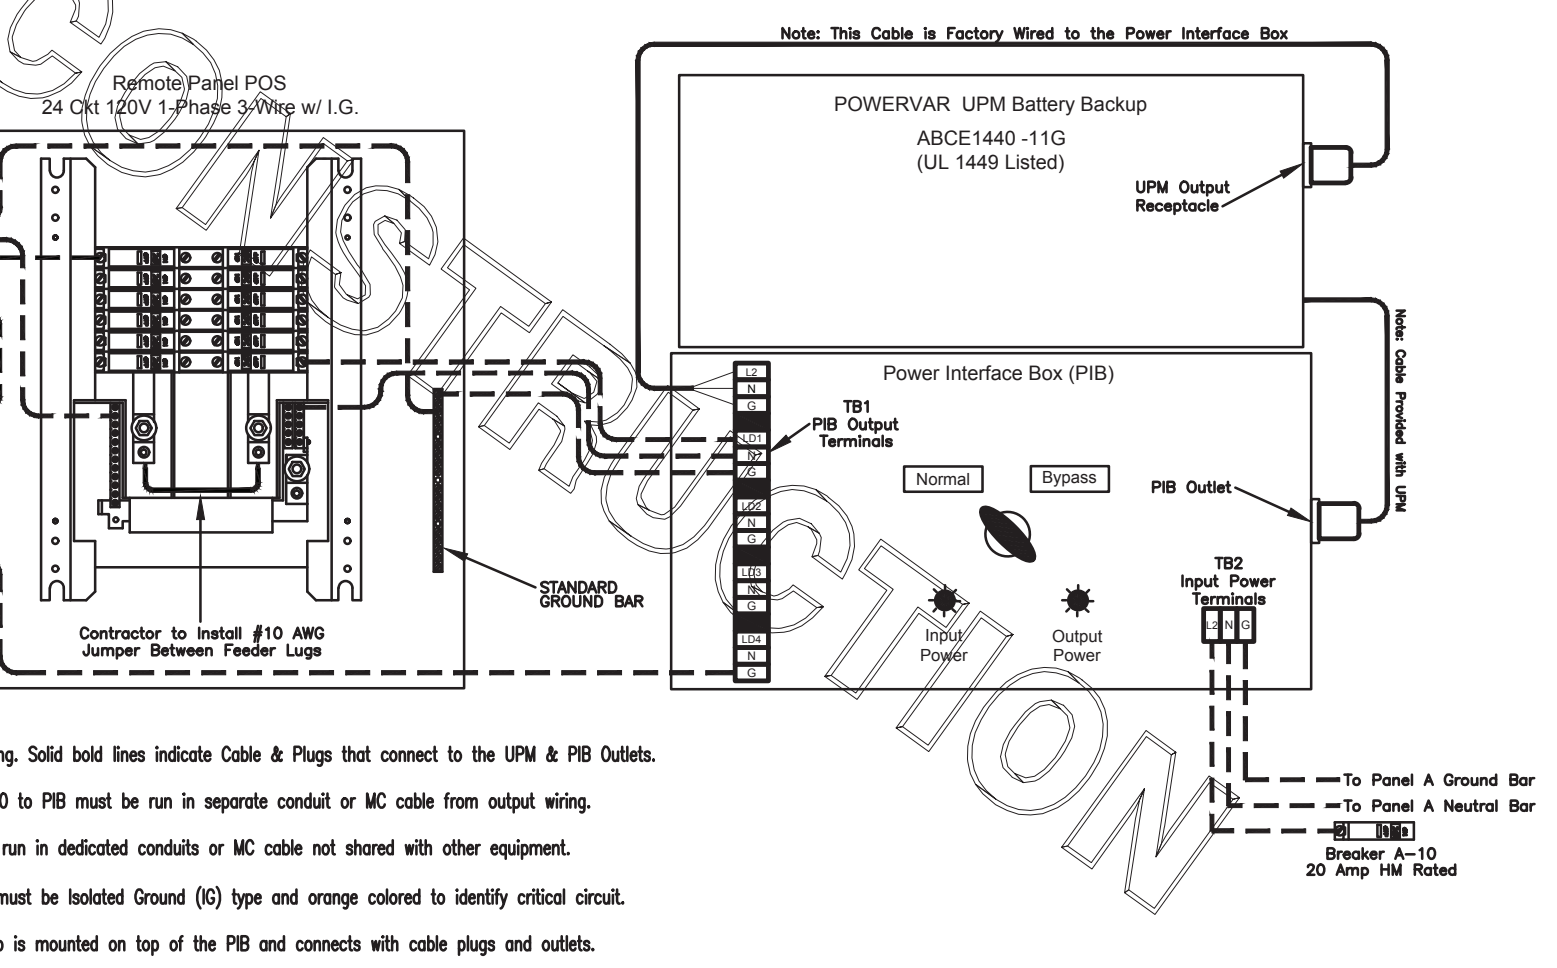 Note: This Cable is Factory Wired to the Power Interface Box
Remote Panel POS
24 Ckt 120V 1-Phase 3-Wire w/ I.G.
POWERVAR UPM Battery Backup
ABCE1440 -11G
(UL 1449 Listed)
UPM Output
Receptacle
Note: Cable Provided with UPM
Power Interface Box (PIB)
L2
N
G
LD1
N
G
LD2
N
G
LD3
N
G
LD4
N
G
TB1
PIB Output
Terminals
Normal
Bypass
PIB Outlet
TB2
Input Power
Terminals
L2 N G
Input
Power
Output
Power
STANDARD
GROUND BAR
Contractor to Install #10 AWG
Jumper Between Feeder Lugs
To Panel A Ground Bar
To Panel A Neutral Bar
Breaker A-10
20 Amp HM Rated
ng. Solid bold lines indicate Cable & Plugs that connect to the UPM & PIB Outlets.
0 to PIB must be run in separate conduit or MC cable from output wiring.
run in dedicated conduits or MC cable not shared with other equipment.
must be Isolated Ground (IG) type and orange colored to identify critical circuit.
is mounted on top of the PIB and connects with cable plugs and outlets.
CONSTRUCTION